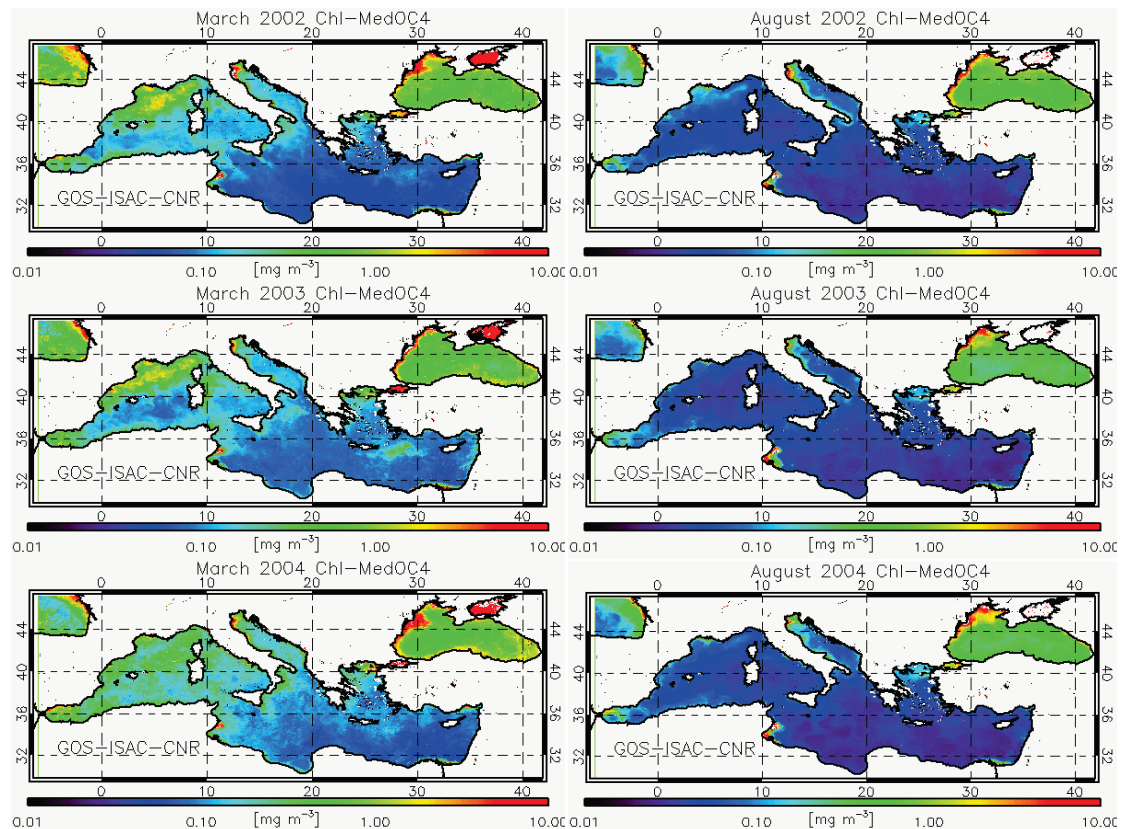 March 2002 Chl-MedOC4
0 10 20 30 40
44 44
40 40
36 36
32 GOS-ISAC-CNR 32
0 10 20 30 40
0.01 0.10 [mg m⁻³] 1.00 10.00
August 2002 Chl-MedOC4
0 10 20 30 40
44 44
40 40
36 36
32 GOS-ISAC-CNR 32
0 10 20 30 40
0.01 0.10 [mg m⁻³] 1.00 10.00
March 2003 Chl-MedOC4
0 10 20 30 40
44 44
40 40
36 36
32 GOS-ISAC-CNR 32
0 10 20 30 40
0.01 0.10 [mg m⁻³] 1.00 10.00
August 2003 Chl-MedOC4
0 10 20 30 40
44 44
40 40
36 36
32 GOS-ISAC-CNR 32
0 10 20 30 40
0.01 0.10 [mg m⁻³] 1.00 10.00
March 2004 Chl-MedOC4
0 10 20 30 40
44 44
40 40
36 36
32 GOS-ISAC-CNR 32
0 10 20 30 40
0.01 0.10 [mg m⁻³] 1.00 10.00
August 2004 Chl-MedOC4
0 10 20 30 40
44 44
40 40
36 36
32 GOS-ISAC-CNR 32
0 10 20 30 40
0.01 0.10 [mg m⁻³] 1.00 10.00